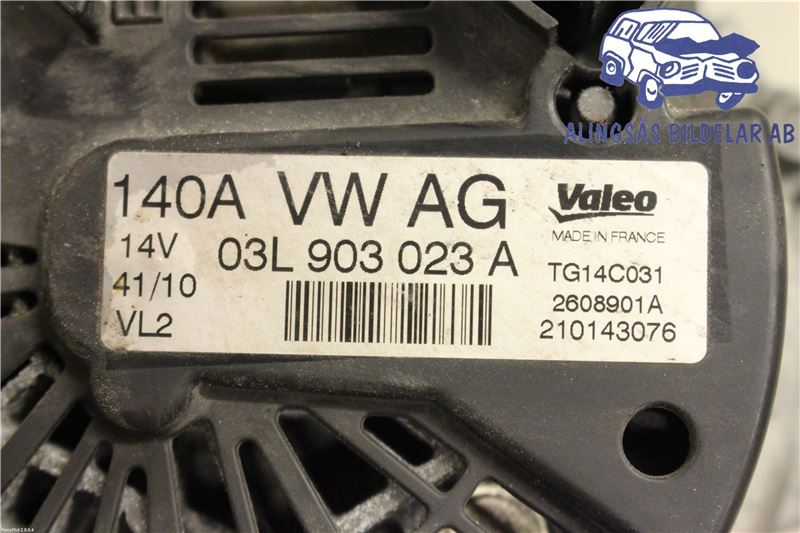 ALINGSÅS BILDELAR AB
140A VW AG
14V 03L 903 023 A
41/10
VL2
Valeo
MADE IN FRANCE
TG14C031
2608901A
210143076